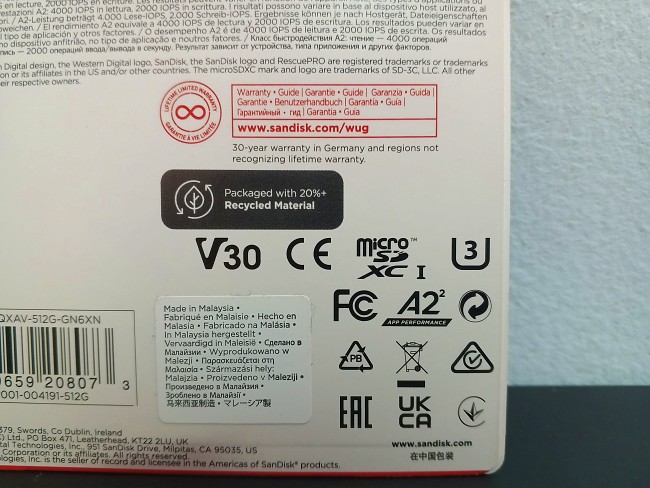 S en lecture, 2000 IOPS en écriture. Les résultats peuvent
restazioni A2: 4000 IOPS in lettura, 2000 IOPS in scrittura. I risultati possono variare in base al dispositivo host utilizzato, al
ori. / A2-Leistung beträgt 4.000 Lese-IOPS, 2.000 Schreib-IOPS. Ergebnisse können je nach Hostgerät, Dateieigenschaften
bweichen. / El rendimiento A2 equivale a 4000 IOPS de lectura y 2000 IOPS de escritura. Los resultados pueden variar en
el tipo de aplicación y otros factores. / O desempenho A2 é de 4000 IOPS de leitura e 2000 IOPS de escrita. Os resultados
o dispositivo anfitrião, no tipo de aplicação e noutros fatores. / Класс быстродействия A2: чтение — 4000 операций
пись — 2000 операций ввода/вывода в секунду. Результат зависит от устройства, типа приложения и других факторов.
n Digital design, the Western Digital logo, SanDisk, the SanDisk logo and RescuePRO are registered trademarks or trademarks
on or its affiliates in the US and/or other countries. The microSDXC mark and logo are trademarks of SD-3C, LLC. All other
eir respective owners.
LIFETIME LIMITED WARRANTY
GARANTIE À VIE LIMITÉE
Warranty • Guide | Garantie • Guide | Garanzia • Guida |
Garantie • Benutzerhandbuch | Garantía • Guía |
Гарантийный • гид | Garantia • Guia
www.sandisk.com/wug
30-year warranty in Germany and regions not
recognizing lifetime warranty.
Packaged with 20%+
Recycled Material
V30 CE micro SD XC I ™ 3
QXAV-512G-GN6XN
0659 20807 3
001-004191-512G
Made in Malaysia •
Fabriqué en Malaisie • Hecho en
Malasia • Fabricado na Malásia •
In Malaysia hergestellt •
Vervaardigd in Maleisië • Сделано в
Малайзии • Wyprodukowano w
Malezji • Παρασκευάζεται στη
Μαλαισία • Származási hely:
Malajzia • Proizvedeno v Maleziji •
Произведено в Малайзия •
Зроблено в Малайзії •
马来西亚制造 • マレーシア製
FC A2 2
APP PERFORMANCE
PB
EAC UK CA
www.sandisk.com
在中国包装
379, Swords, Co Dublin, Ireland
) Ltd., PO Box 471, Leatherhead, KT22 2LU, UK
tal Technologies, Inc., 951 SanDisk Drive, Milpitas, CA 95035, US
Corporation or its affiliates. All rights reserved.
ologies, Inc. is the seller of record and licensee in the Americas of SanDisk® products.